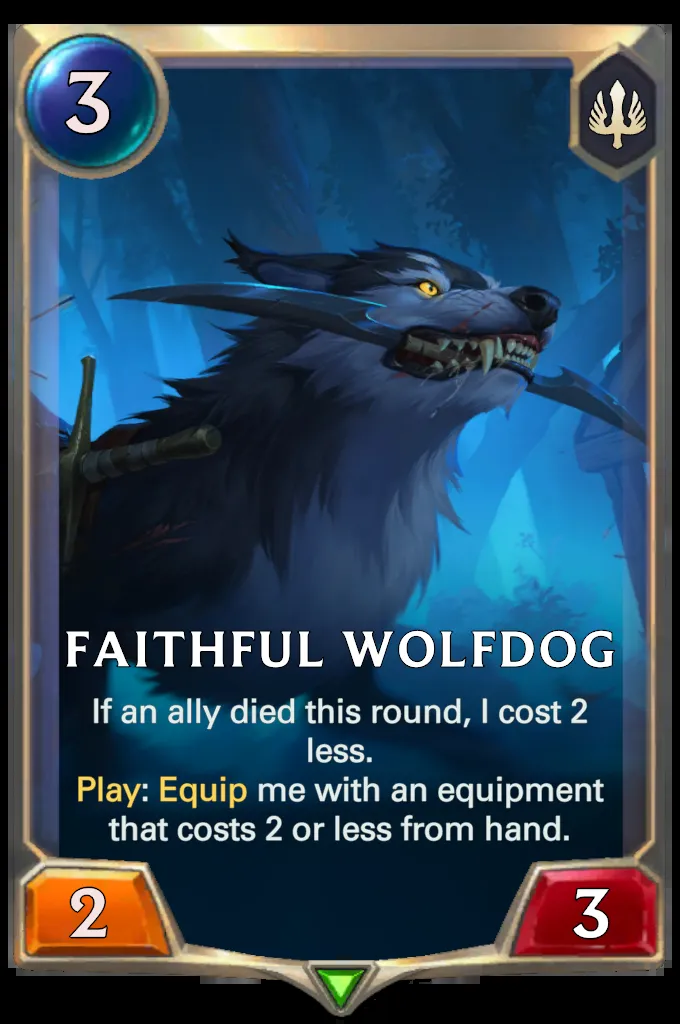 3
FAITHFUL WOLFDOG
If an ally died this round, I cost 2
less.
Play: Equip me with an equipment
that costs 2 or less from hand.
2
3